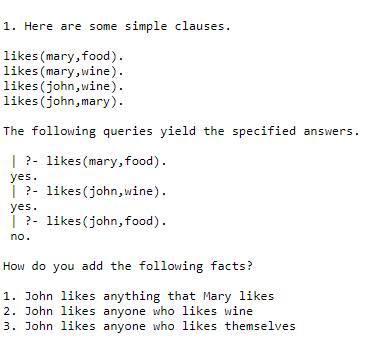 1. Here are some simple clauses.
likes(mary,food).
likes(mary,wine).
likes(john,wine).
likes(john,mary).
The following queries yield the specified answers.
| ?- likes(mary,food).
yes.
| ?- likes(john,wine).
yes.
| ?- likes(john,food).
no.
How do you add the following facts?
1. John likes anything that Mary likes
2. John likes anyone who likes wine
3. John likes anyone who likes themselves